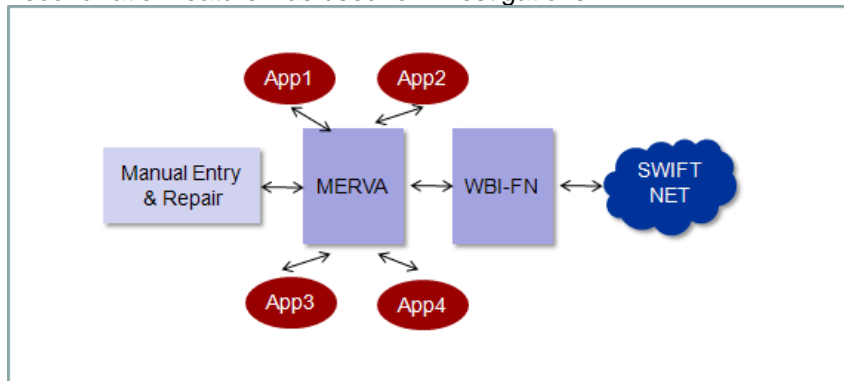 App1
App2
Manual Entry
& Repair
MERVA
WBI-FN
SWIFT
NET
App3
App4